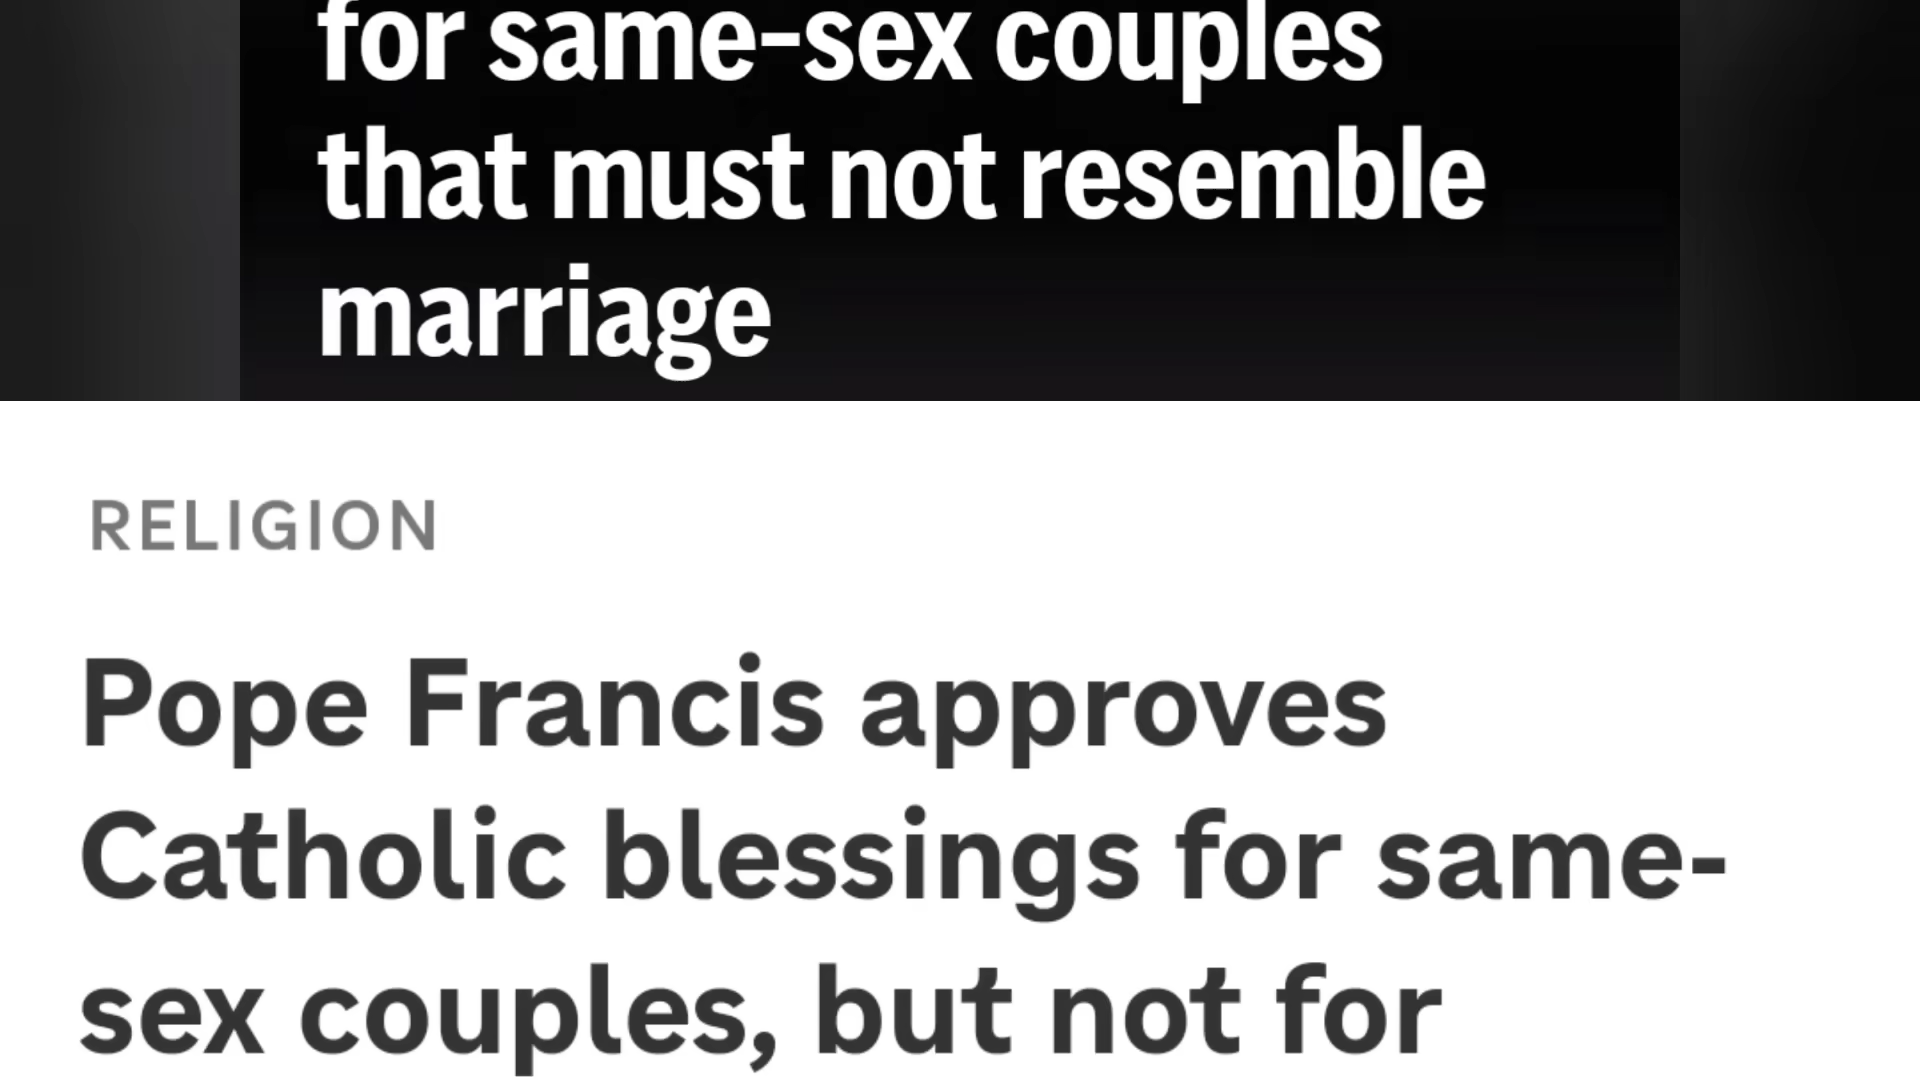 for same-sex couples
that must not resemble
marriage
RELIGION
Pope Francis approves
Catholic blessings for same-
sex couples, but not for